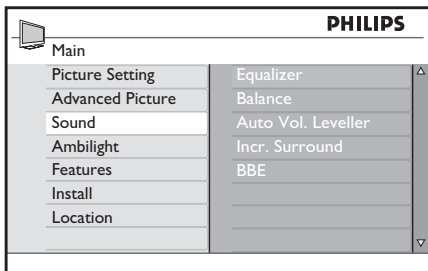 PHILIPS
Main
Picture Setting
Advanced Picture
Sound
Ambilight
Features
Install
Location
Equalizer
Balance
Auto Vol. Leveller
Incr. Surround
BBE